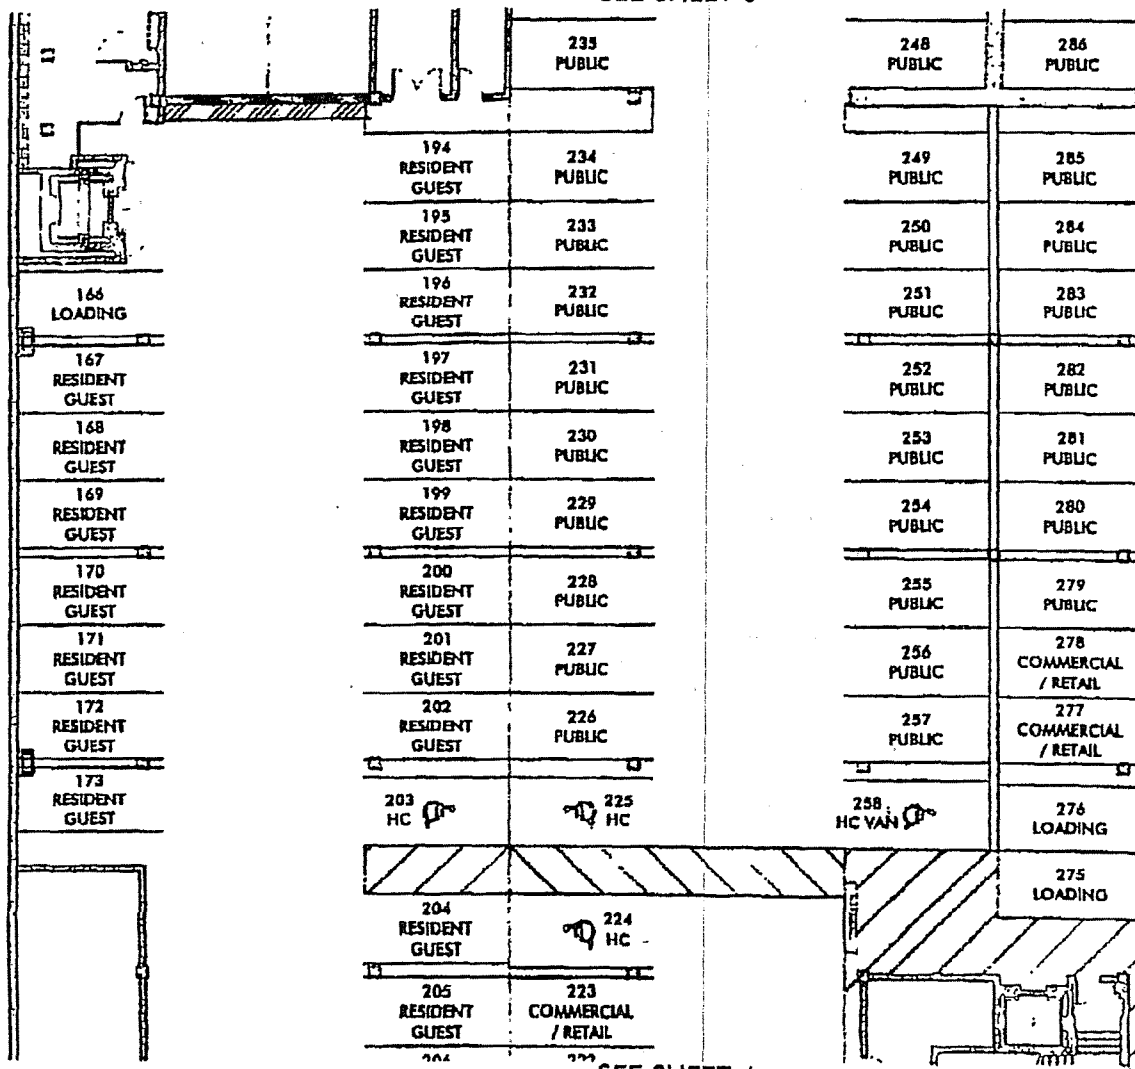 235
PUBLIC
248
PUBLIC
286
PUBLIC
194
RESIDENT
GUEST
234
PUBLIC
249
PUBLIC
285
PUBLIC
195
RESIDENT
GUEST
233
PUBLIC
250
PUBLIC
284
PUBLIC
166
LOADING
196
RESIDENT
GUEST
232
PUBLIC
251
PUBLIC
283
PUBLIC
167
RESIDENT
GUEST
197
RESIDENT
GUEST
231
PUBLIC
252
PUBLIC
282
PUBLIC
168
RESIDENT
GUEST
198
RESIDENT
GUEST
230
PUBLIC
253
PUBLIC
281
PUBLIC
169
RESIDENT
GUEST
199
RESIDENT
GUEST
229
PUBLIC
254
PUBLIC
280
PUBLIC
170
RESIDENT
GUEST
200
RESIDENT
GUEST
228
PUBLIC
255
PUBLIC
279
PUBLIC
171
RESIDENT
GUEST
201
RESIDENT
GUEST
227
PUBLIC
256
PUBLIC
278
COMMERCIAL
/ RETAIL
172
RESIDENT
GUEST
202
RESIDENT
GUEST
226
PUBLIC
257
PUBLIC
277
COMMERCIAL
/ RETAIL
173
RESIDENT
GUEST
203
HC
225
HC
258
HC VAN
276
LOADING
275
LOADING
204
RESIDENT
GUEST
224
HC
205
RESIDENT
GUEST
223
COMMERCIAL
/ RETAIL
SEE SHEET